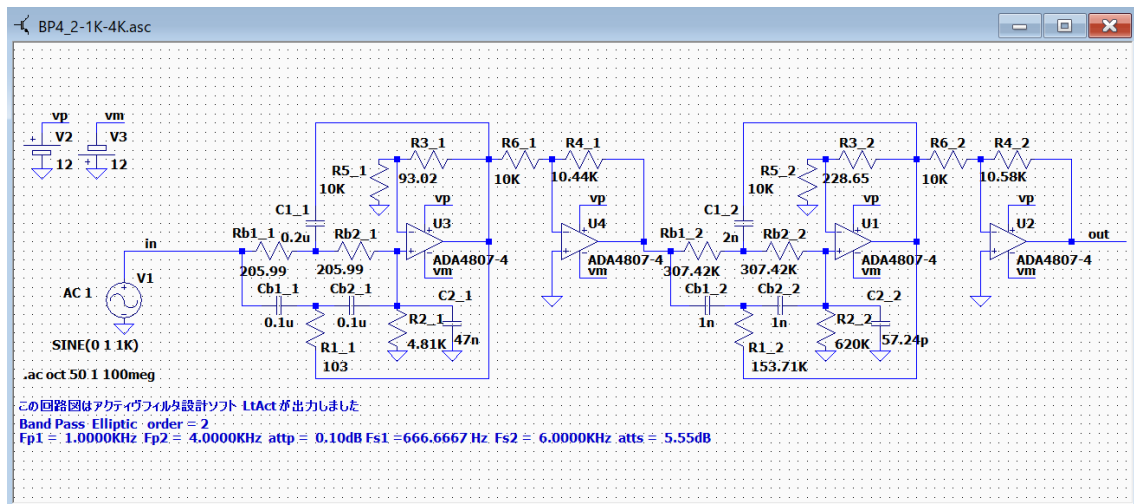 BP4_2-1K-4K.asc
vp
vm
V2
V3
12
12
in
V1
AC 1
SINE(0 1 1K)
.ac oct 50 1 100meg
R5_1
10K
R3_1
93.02
C1_1
0.2u
Rb1_1
205.99
Rb2_1
205.99
Cb1_1
0.1u
Cb2_1
0.1u
R1_1
103
R2_1
4.81K
C2_1
47n
vp
U3
ADA4807-4
vm
R6_1
10K
R4_1
10.44K
vp
U4
ADA4807-4
vm
R5_2
10K
R3_2
228.65
C1_2
2n
Rb1_2
307.42K
Rb2_2
307.42K
Cb1_2
1n
Cb2_2
1n
R1_2
153.71K
R2_2
620K
C2_2
57.24p
vp
U1
ADA4807-4
vm
R6_2
10K
R4_2
10.58K
vp
U2
ADA4807-4
vm
out
この回路図はアクティヴフィルタ設計ソフト LtActが出力しました
Band Pass Elliptic order = 2
Fp1 = 1.0000KHz Fp2 = 4.0000KHz attp = 0.10dB Fs1 =666.6667 Hz Fs2 = 6.0000KHz atts = 5.55dB